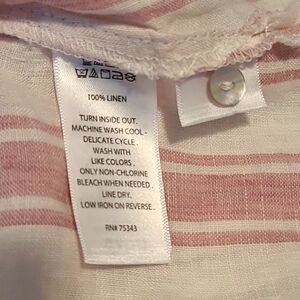 100% LINEN
TURN INSIDE OUT.
MACHINE WASH COOL -
DELICATE CYCLE.
WASH WITH
LIKE COLORS.
ONLY NON-CHLORINE
BLEACH WHEN NEEDED.
LINE DRY.
LOW IRON ON REVERSE.
RN# 75343